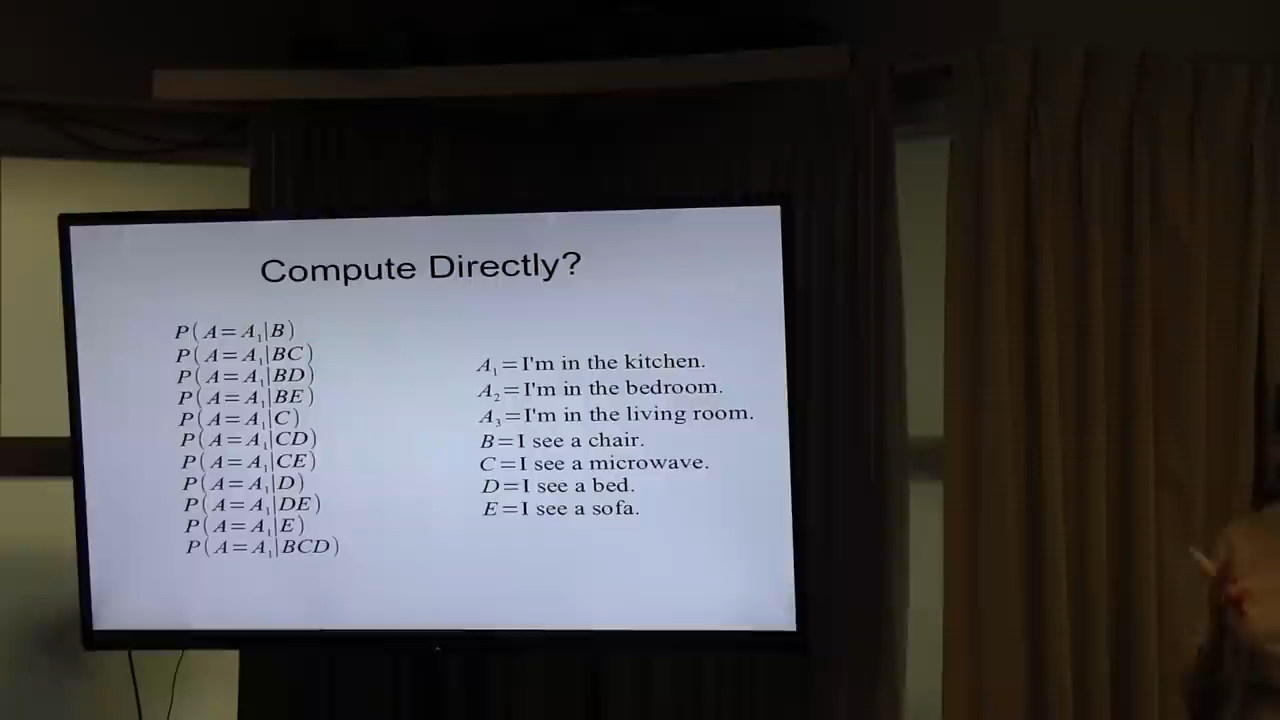 Compute Directly?
P(A=A₁|B)
P(A=A₁|BC)
P(A=A₁|BD)
P(A=A₁|BE)
P(A=A₁|C)
P(A=A₁|CD)
P(A=A₁|CE)
P(A=A₁|D)
P(A=A₁|DE)
P(A=A₁|E)
P(A=A₁|BCD)
A₁=I'm in the kitchen.
A₂=I'm in the bedroom.
A₃=I'm in the living room.
B=I see a chair.
C=I see a microwave.
D=I see a bed.
E=I see a sofa.